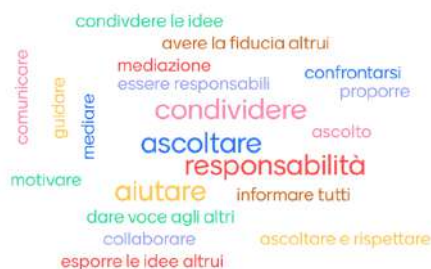 condivdere le idee
avere la fiducia altrui
mediazione
essere responsabili
confrontarsi
proporre
comunicare
guidare
mediare
condividere
ascolto
ascoltare
responsabilità
motivare
aiutare
informare tutti
dare voce agli altri
collaborare
ascoltare e rispettare
esporre le idee altrui